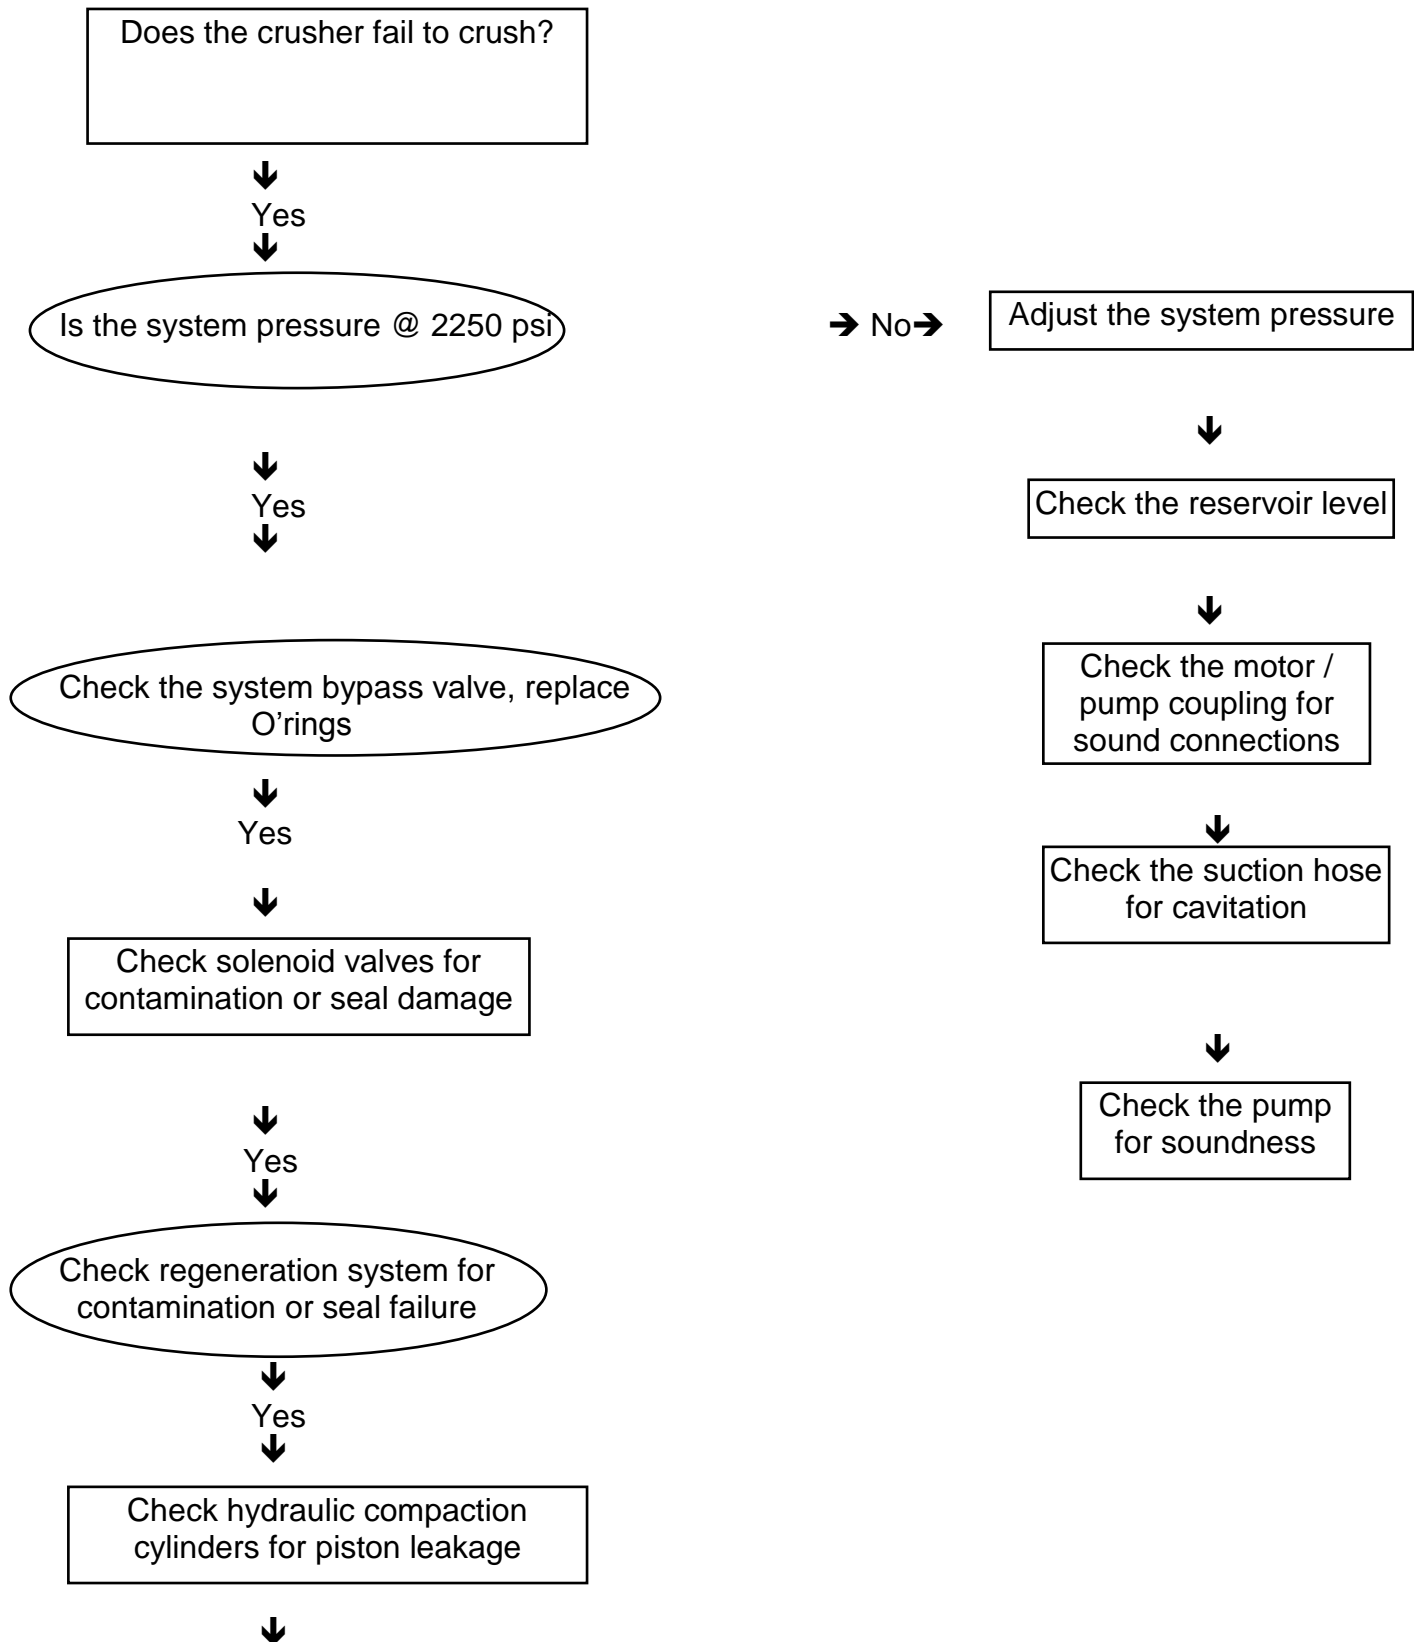 Does the crusher fail to crush?
Yes
Is the system pressure @ 2250 psi
No
Adjust the system pressure
Yes
Check the reservoir level
Check the system bypass valve, replace
O’rings
Check the motor /
pump coupling for
sound connections
Yes
Check the suction hose
for cavitation
Check solenoid valves for
contamination or seal damage
Yes
Check the pump
for soundness
Check regeneration system for
contamination or seal failure
Yes
Check hydraulic compaction
cylinders for piston leakage